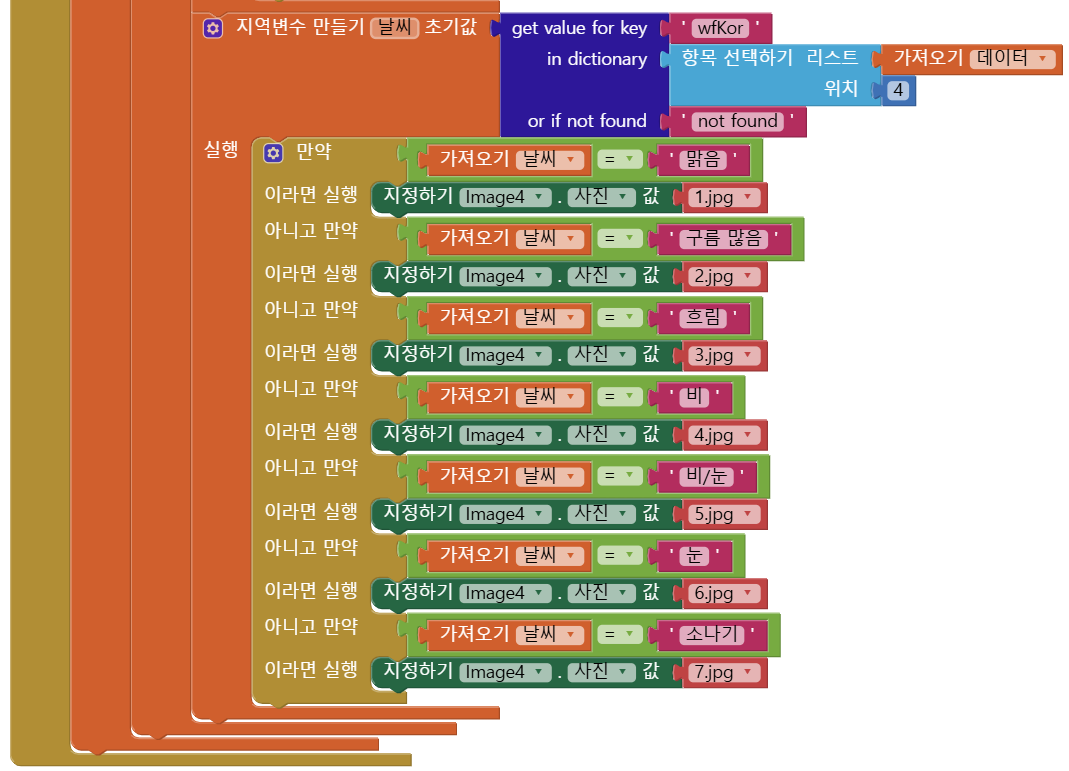 지역변수 만들기 날씨 초기값 get value for key ' wfKor '
in dictionary 항목 선택하기 리스트 가져오기 데이터
위치 4
or if not found ' not found '
실행 만약 가져오기 날씨 = ' 맑음 '
이라면 실행 지정하기 Image4 . 사진 값 1.jpg
아니고 만약 가져오기 날씨 = ' 구름 많음 '
이라면 실행 지정하기 Image4 . 사진 값 2.jpg
아니고 만약 가져오기 날씨 = ' 흐림 '
이라면 실행 지정하기 Image4 . 사진 값 3.jpg
아니고 만약 가져오기 날씨 = ' 비 '
이라면 실행 지정하기 Image4 . 사진 값 4.jpg
아니고 만약 가져오기 날씨 = ' 비/눈 '
이라면 실행 지정하기 Image4 . 사진 값 5.jpg
아니고 만약 가져오기 날씨 = ' 눈 '
이라면 실행 지정하기 Image4 . 사진 값 6.jpg
아니고 만약 가져오기 날씨 = ' 소나기 '
이라면 실행 지정하기 Image4 . 사진 값 7.jpg